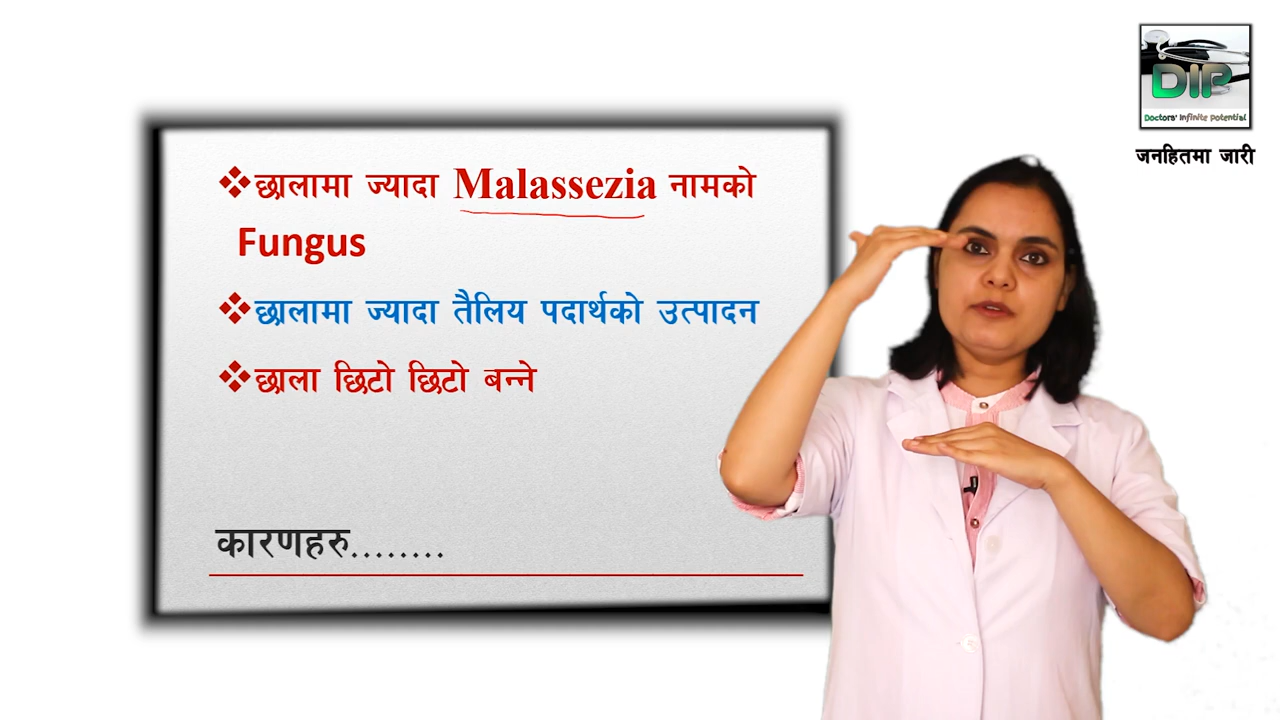 ❖छालामा ज्यादा Malassezia नामको
Fungus
❖छालामा ज्यादा तैलिय पदार्थको उत्पादन
❖छाला छिटो छिटो बन्ने
कारणहरु........
DIP
Doctors' Infinite Potential
जनहितमा जारी